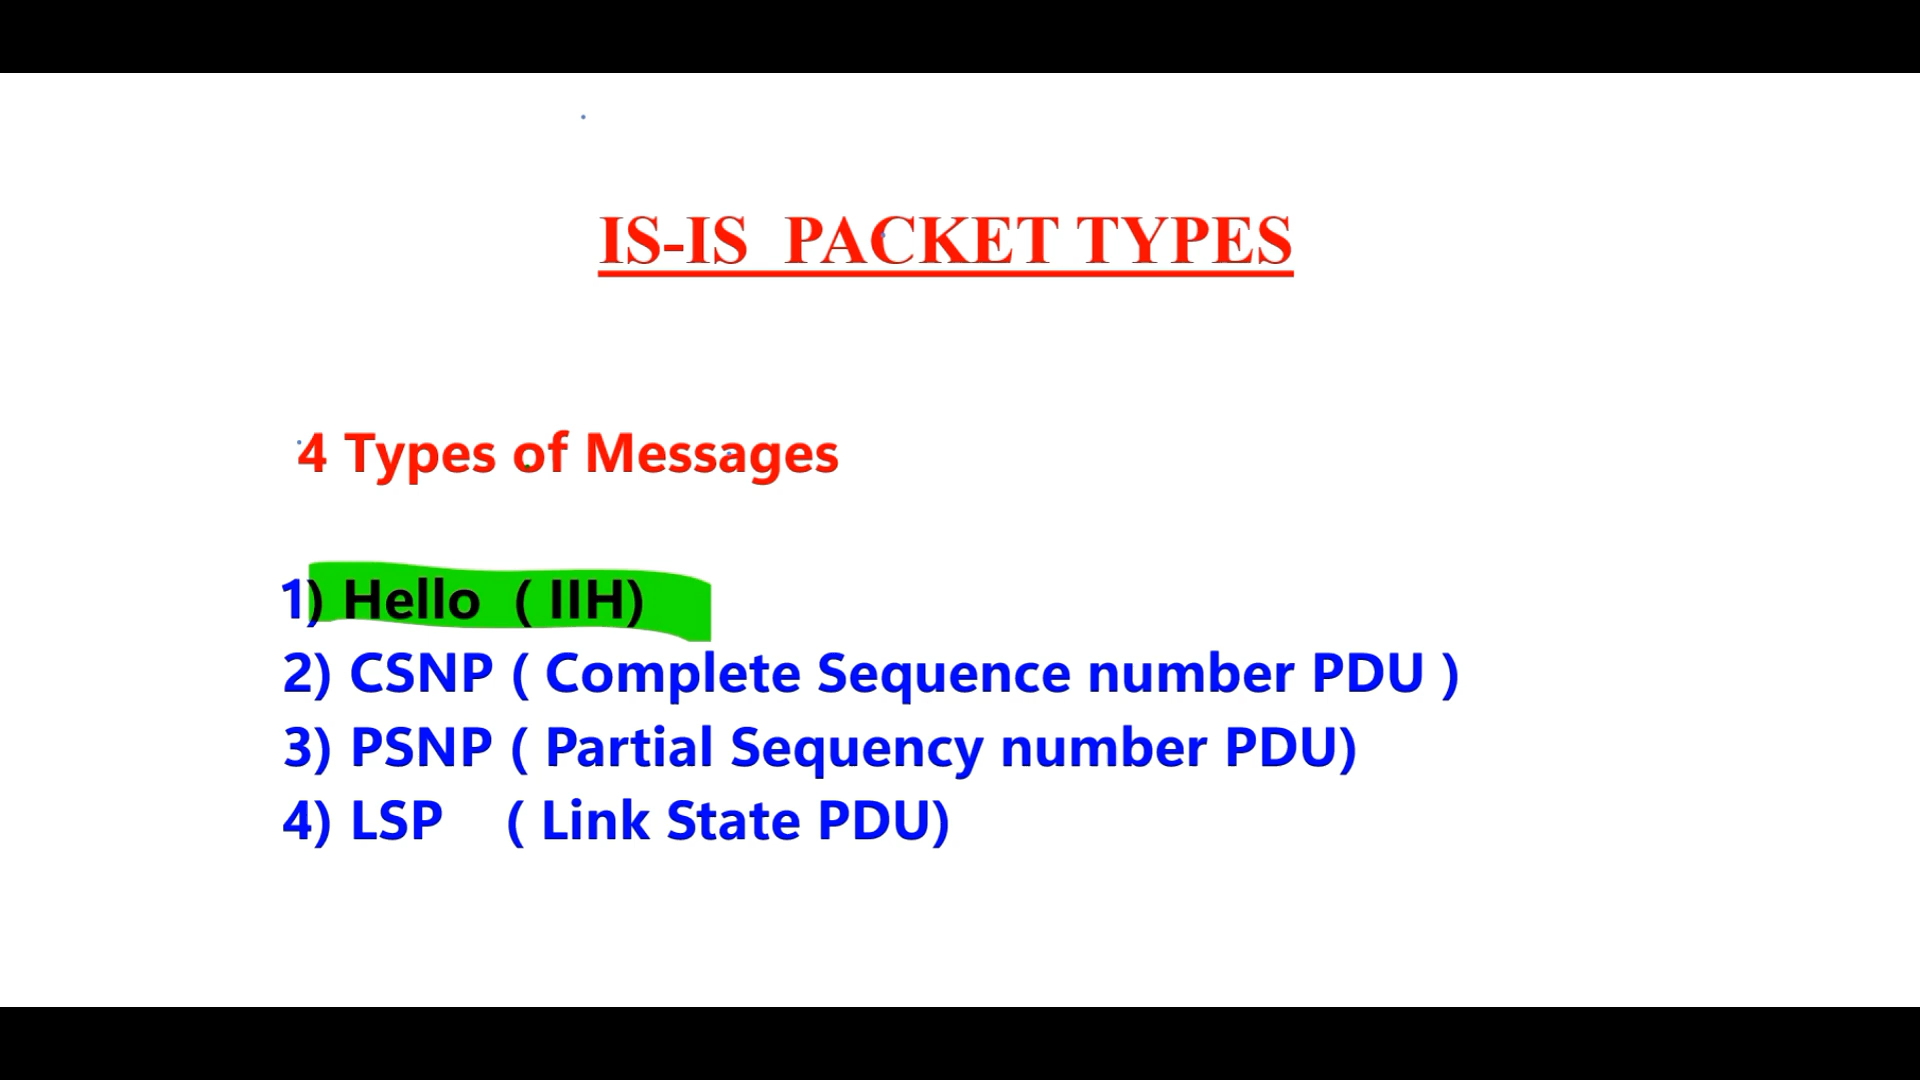 IS-IS PACKET TYPES
4 Types of Messages
1) Hello ( IIH)
2) CSNP ( Complete Sequence number PDU )
3) PSNP ( Partial Sequency number PDU)
4) LSP ( Link State PDU)